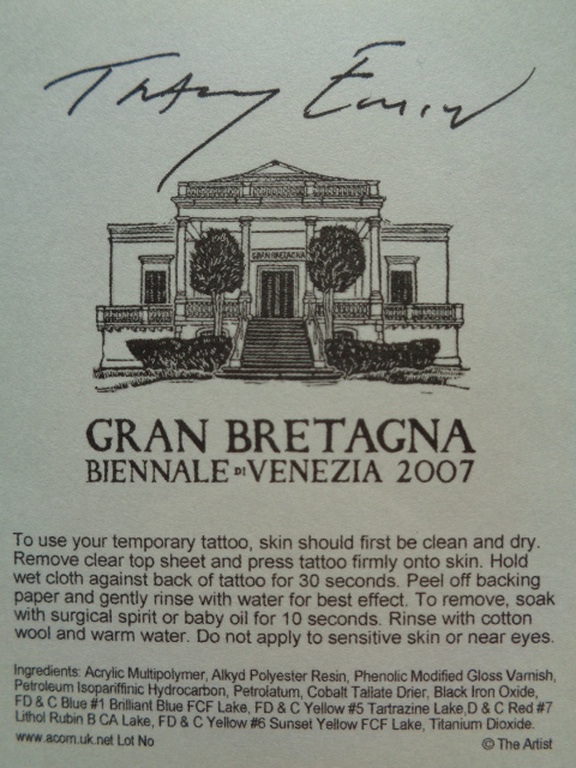 Tracey Emin
GRAN BRETAGNA
GRAN BRETAGNA
BIENNALE DI VENEZIA 2007
To use your temporary tattoo, skin should first be clean and dry.
Remove clear top sheet and press tattoo firmly onto skin. Hold
wet cloth against back of tattoo for 30 seconds. Peel off backing
paper and gently rinse with water for best effect. To remove, soak
with surgical spirit or baby oil for 10 seconds. Rinse with cotton
wool and warm water. Do not apply to sensitive skin or near eyes.
Ingredients: Acrylic Multipolymer, Alkyd Polyester Resin, Phenolic Modified Gloss Varnish,
Petroleum Isopariffinic Hydrocarbon, Petrolatum, Cobalt Tallate Drier, Black Iron Oxide,
FD & C Blue #1 Brilliant Blue FCF Lake, FD & C Yellow #5 Tartrazine Lake,D & C Red #7
Lithol Rubin B CA Lake, FD & C Yellow #6 Sunset Yellow FCF Lake, Titanium Dioxide.
www.acorn.uk.net Lot No
© The Artist